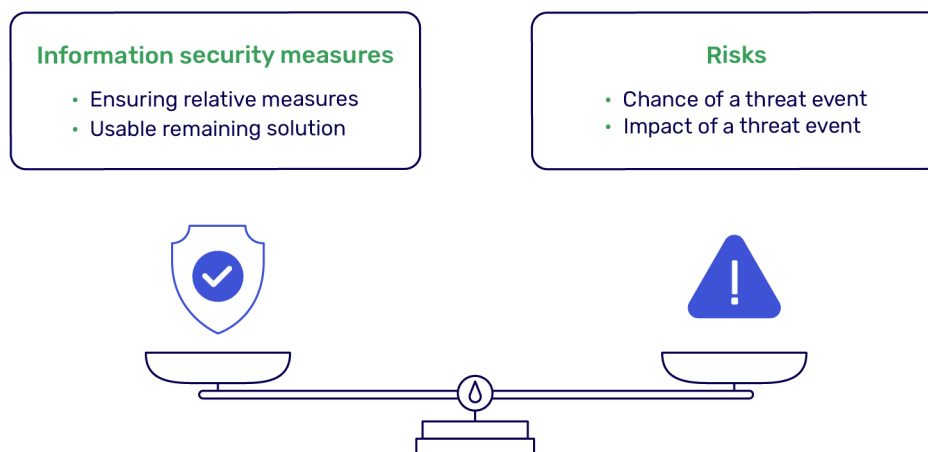 Information security measures
• Ensuring relative measures
• Usable remaining solution
Risks
• Chance of a threat event
• Impact of a threat event